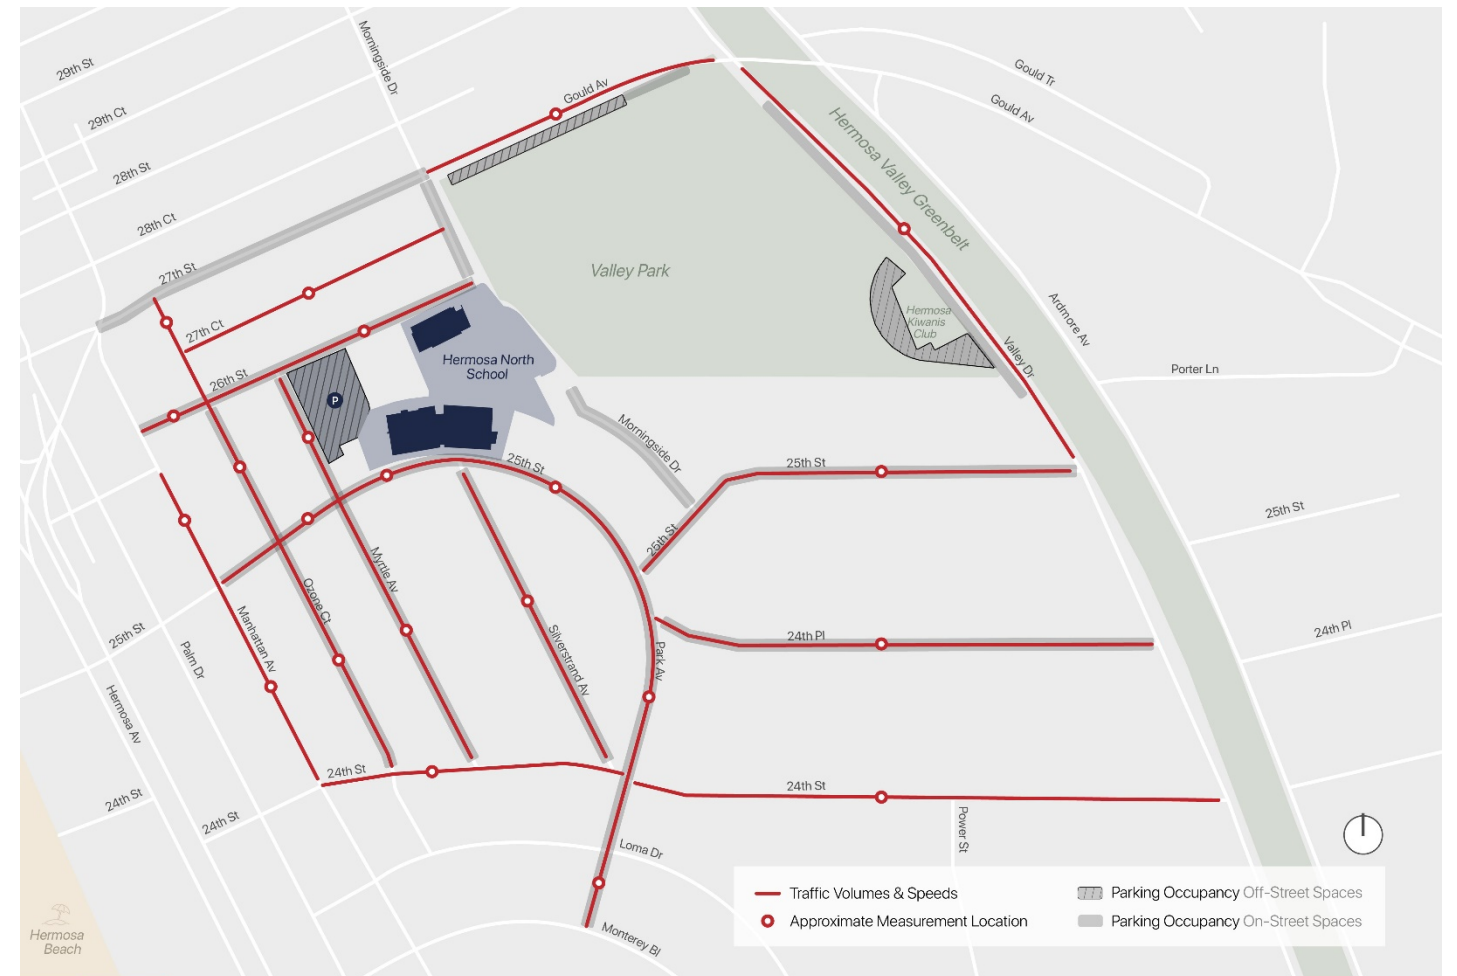 Morningside Dr
29th St
Gould Tr
Gould Av
Gould Av
29th Ct
28th St
Hermosa Valley Greenbelt
28th Ct
27th St
Valley Park
Ardmore Av
Hermosa
Kiwanis
Club
27th Ct
Valley Dr
Hermosa North
School
Porter Ln
26th St
P
Morningside Dr
25th St
25th St
25th St
25th St
Myrtle Av
Ozone Ct
Manhattan Av
Silverstrand Av
25th St
Palm Dr
Park Av
24th Pl
24th Pl
Hermosa Av
24th St
24th St
24th St
24th St
Power St
Loma Dr
Monterey Bl
Hermosa
Beach
Traffic Volumes & Speeds
Approximate Measurement Location
Parking Occupancy Off-Street Spaces
Parking Occupancy On-Street Spaces